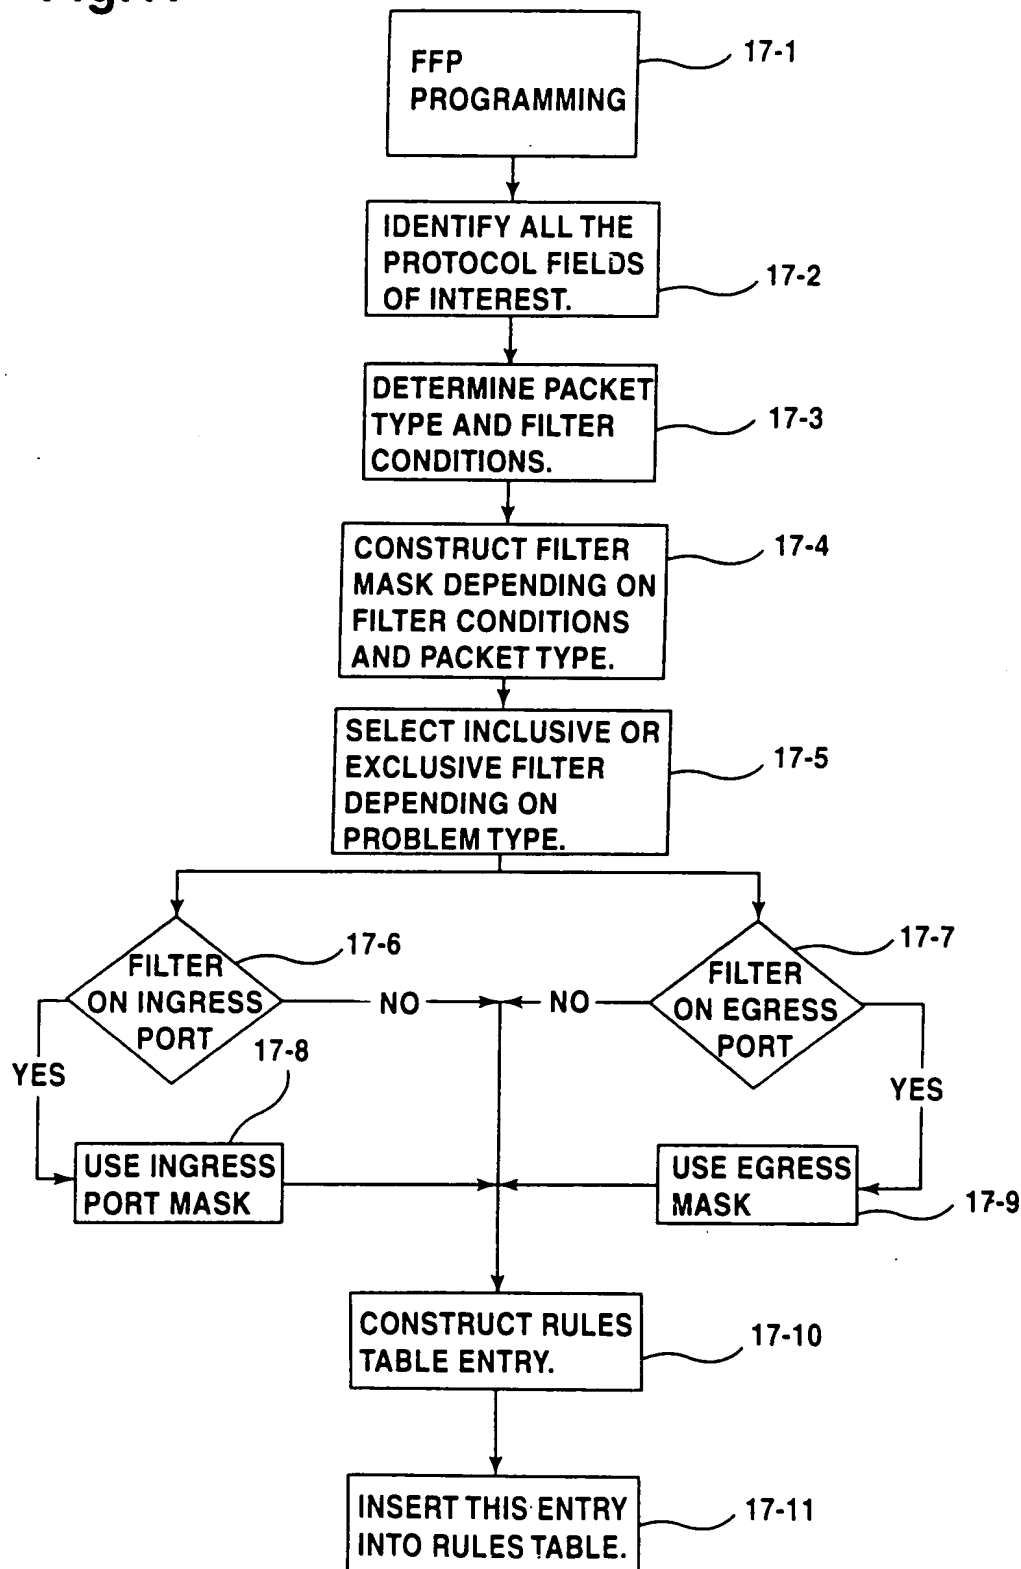 FFP
PROGRAMMING
17-1
IDENTIFY ALL THE
PROTOCOL FIELDS
OF INTEREST.
17-2
DETERMINE PACKET
TYPE AND FILTER
CONDITIONS.
17-3
CONSTRUCT FILTER
MASK DEPENDING ON
FILTER CONDITIONS
AND PACKET TYPE.
17-4
SELECT INCLUSIVE OR
EXCLUSIVE FILTER
DEPENDING ON
PROBLEM TYPE.
17-5
FILTER
ON INGRESS
PORT
17-6
NO
YES
FILTER
ON EGRESS
PORT
17-7
NO
YES
17-8
USE INGRESS
PORT MASK
USE EGRESS
MASK
17-9
CONSTRUCT RULES
TABLE ENTRY.
17-10
INSERT THIS ENTRY
INTO RULES TABLE.
17-11